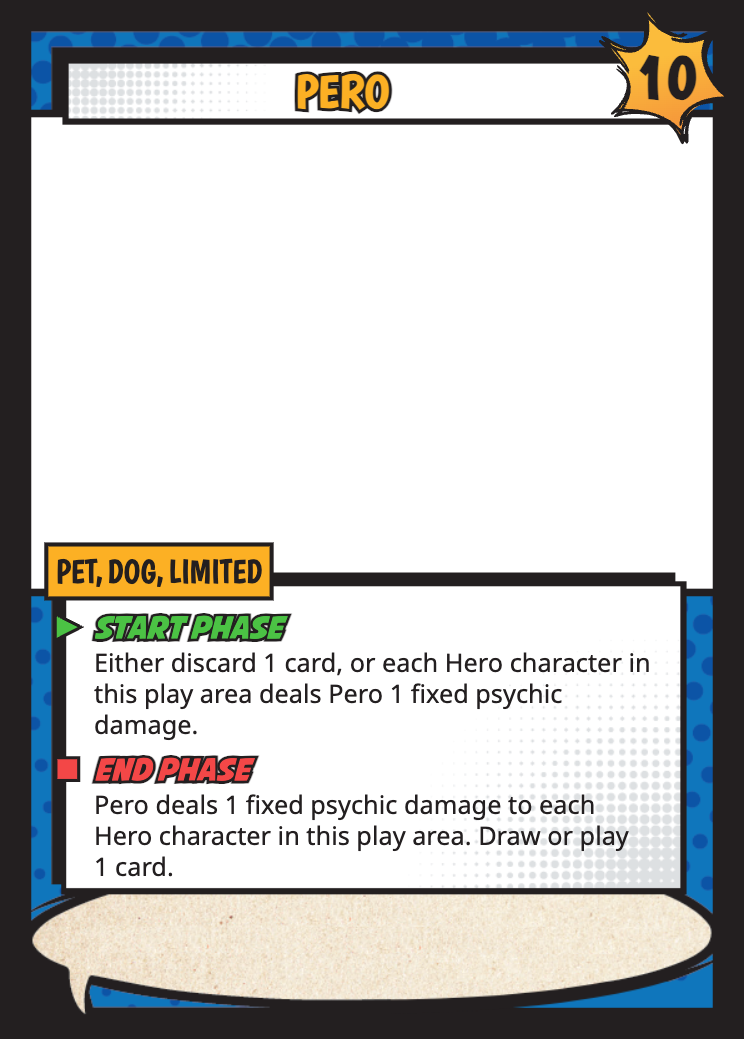 PERO
10
PET, DOG, LIMITED
START PHASE
Either discard 1 card, or each Hero character in
this play area deals Pero 1 fixed psychic
damage.
END PHASE
Pero deals 1 fixed psychic damage to each
Hero character in this play area. Draw or play
1 card.